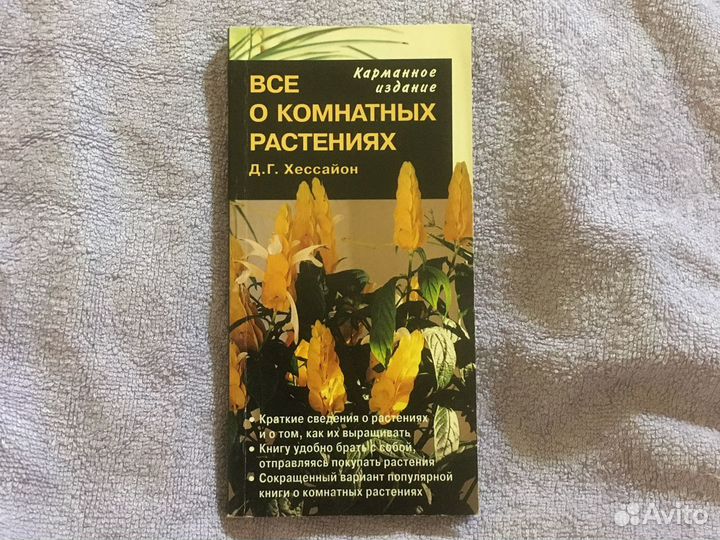 Карманное
издание
ВСЕ
О КОМНАТНЫХ
РАСТЕНИЯХ
Д.Г. Хессайон
• Краткие сведения о растениях
и о том, как их выращивать
• Книгу удобно брать с собой,
отправляясь покупать растения
• Сокращенный вариант популярной
книги о комнатных растениях
Avito